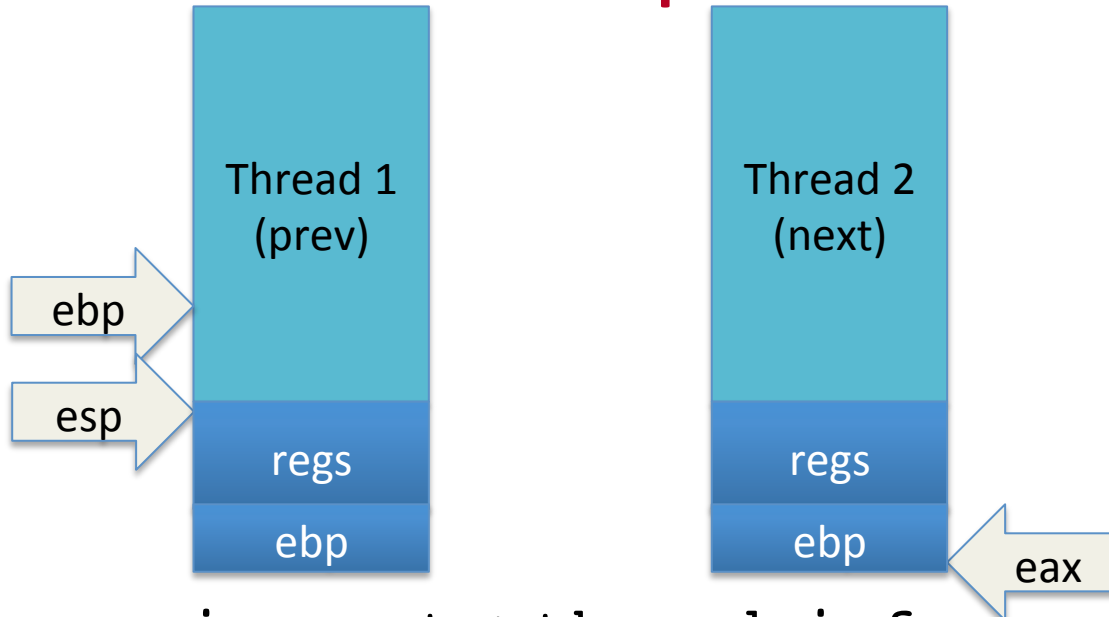 Thread 1
(prev)
Thread 2
(next)
ebp
esp
regs
regs
ebp
ebp
eax